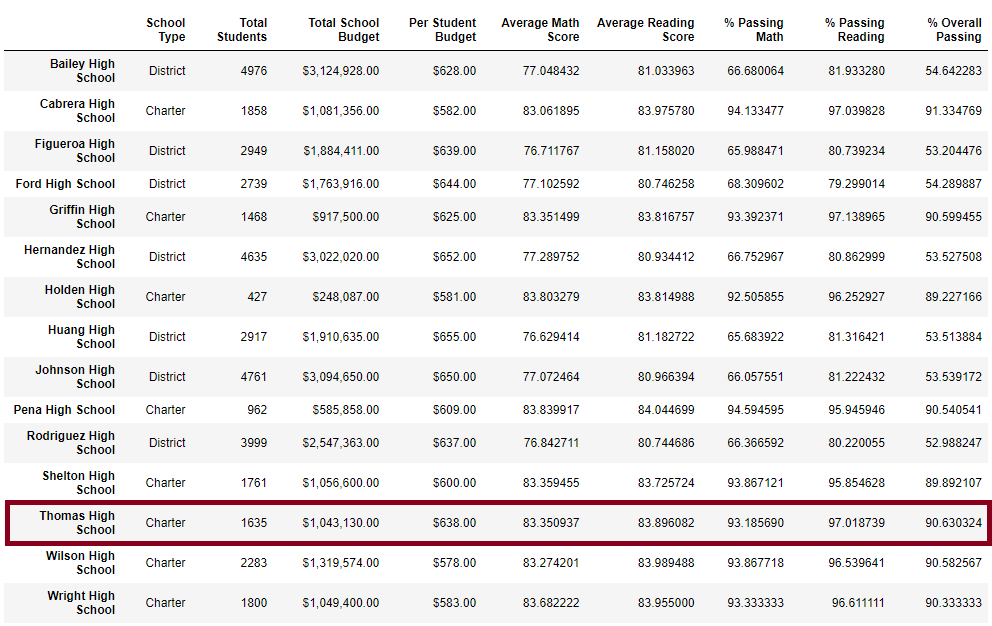 School Type Total Students Total School Budget Per Student Budget Average Math Score Average Reading Score % Passing Math % Passing Reading % Overall Passing
Bailey High School District 4976 $3,124,928.00 $628.00 77.048432 81.033963 66.680064 81.933280 54.642283
Cabrera High School Charter 1858 $1,081,356.00 $582.00 83.061895 83.975780 94.133477 97.039828 91.334769
Figueroa High School District 2949 $1,884,411.00 $639.00 76.711767 81.158020 65.988471 80.739234 53.204476
Ford High School District 2739 $1,763,916.00 $644.00 77.102592 80.746258 68.309602 79.299014 54.289887
Griffin High School Charter 1468 $917,500.00 $625.00 83.351499 83.816757 93.392371 97.138965 90.599455
Hernandez High School District 4635 $3,022,020.00 $652.00 77.289752 80.934412 66.752967 80.862999 53.527508
Holden High School Charter 427 $248,087.00 $581.00 83.803279 83.814988 92.505855 96.252927 89.227166
Huang High School District 2917 $1,910,635.00 $655.00 76.629414 81.182722 65.683922 81.316421 53.513884
Johnson High School District 4761 $3,094,650.00 $650.00 77.072464 80.966394 66.057551 81.222432 53.539172
Pena High School Charter 962 $585,858.00 $609.00 83.839917 84.044699 94.594595 95.945946 90.540541
Rodriguez High School District 3999 $2,547,363.00 $637.00 76.842711 80.744686 66.366592 80.220055 52.988247
Shelton High School Charter 1761 $1,056,600.00 $600.00 83.359455 83.725724 93.867121 95.854628 89.892107
Thomas High School Charter 1635 $1,043,130.00 $638.00 83.350937 83.896082 93.185690 97.018739 90.630324
Wilson High School Charter 2283 $1,319,574.00 $578.00 83.274201 83.989488 93.867718 96.539641 90.582567
Wright High School Charter 1800 $1,049,400.00 $583.00 83.682222 83.955000 93.333333 96.611111 90.333333